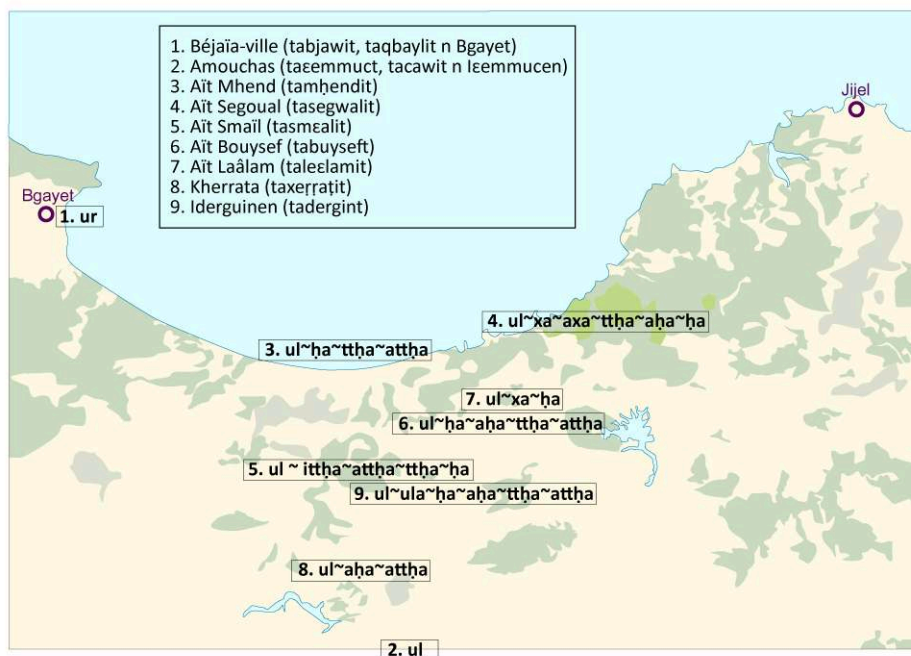 1. Béjaïa-ville (tabjawit, taqbaylit n Bgayet)
2. Amouchas (taɛemmuct, tacawit n Iɛemmucen)
3. Aït Mhend (tamḥendit)
4. Aït Segoual (tasegwalit)
5. Aït Smaïl (tasmɛalit)
6. Aït Bouysef (tabuyseft)
7. Aït Laâlam (taleɛlamit)
8. Kherrata (taxeṛṛaṭit)
9. Iderguinen (tadergint)
Jijel
Bgayet
1. ur
4. ul~xa~axa~ttḥa~aḥa~ḥa
3. ul~ḥa~ttḥa~attḥa
7. ul~xa~ḥa
6. ul~ḥa~aḥa~ttḥa~attḥa
5. ul ~ ittḥa~attḥa~ttḥa~ḥa
9. ul~ula~ḥa~aḥa~ttḥa~attḥa
8. ul~aḥa~attḥa
2. ul